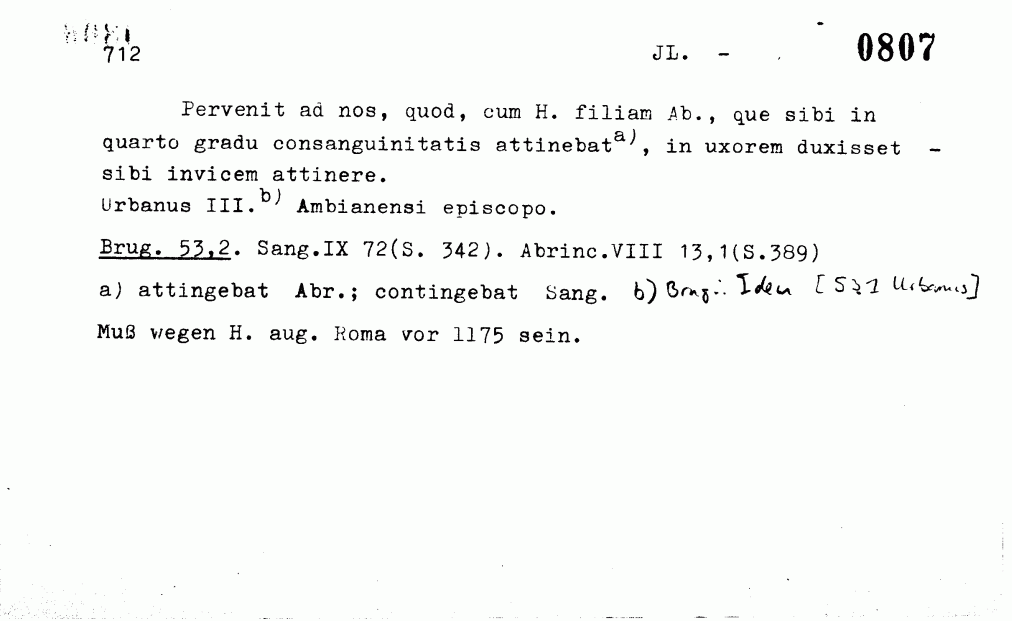 712 JL. - 0807
Pervenit ad nos, quod, cum H. filiam Ab., que sibi in
quarto gradu consanguinitatis attinebat a), in uxorem duxisset -
sibi invicem attinere.
Urbanus III. b) Ambianensi episcopo.
Brug. 53,2. Sang.IX 72(S. 342). Abrinc.VIII 13,1(S.389)
a) attingebat Abr.; contingebat Sang. b) Brug.: Idem [ 52,1 Urbanus]
Muß wegen H. aug. Roma vor 1175 sein.